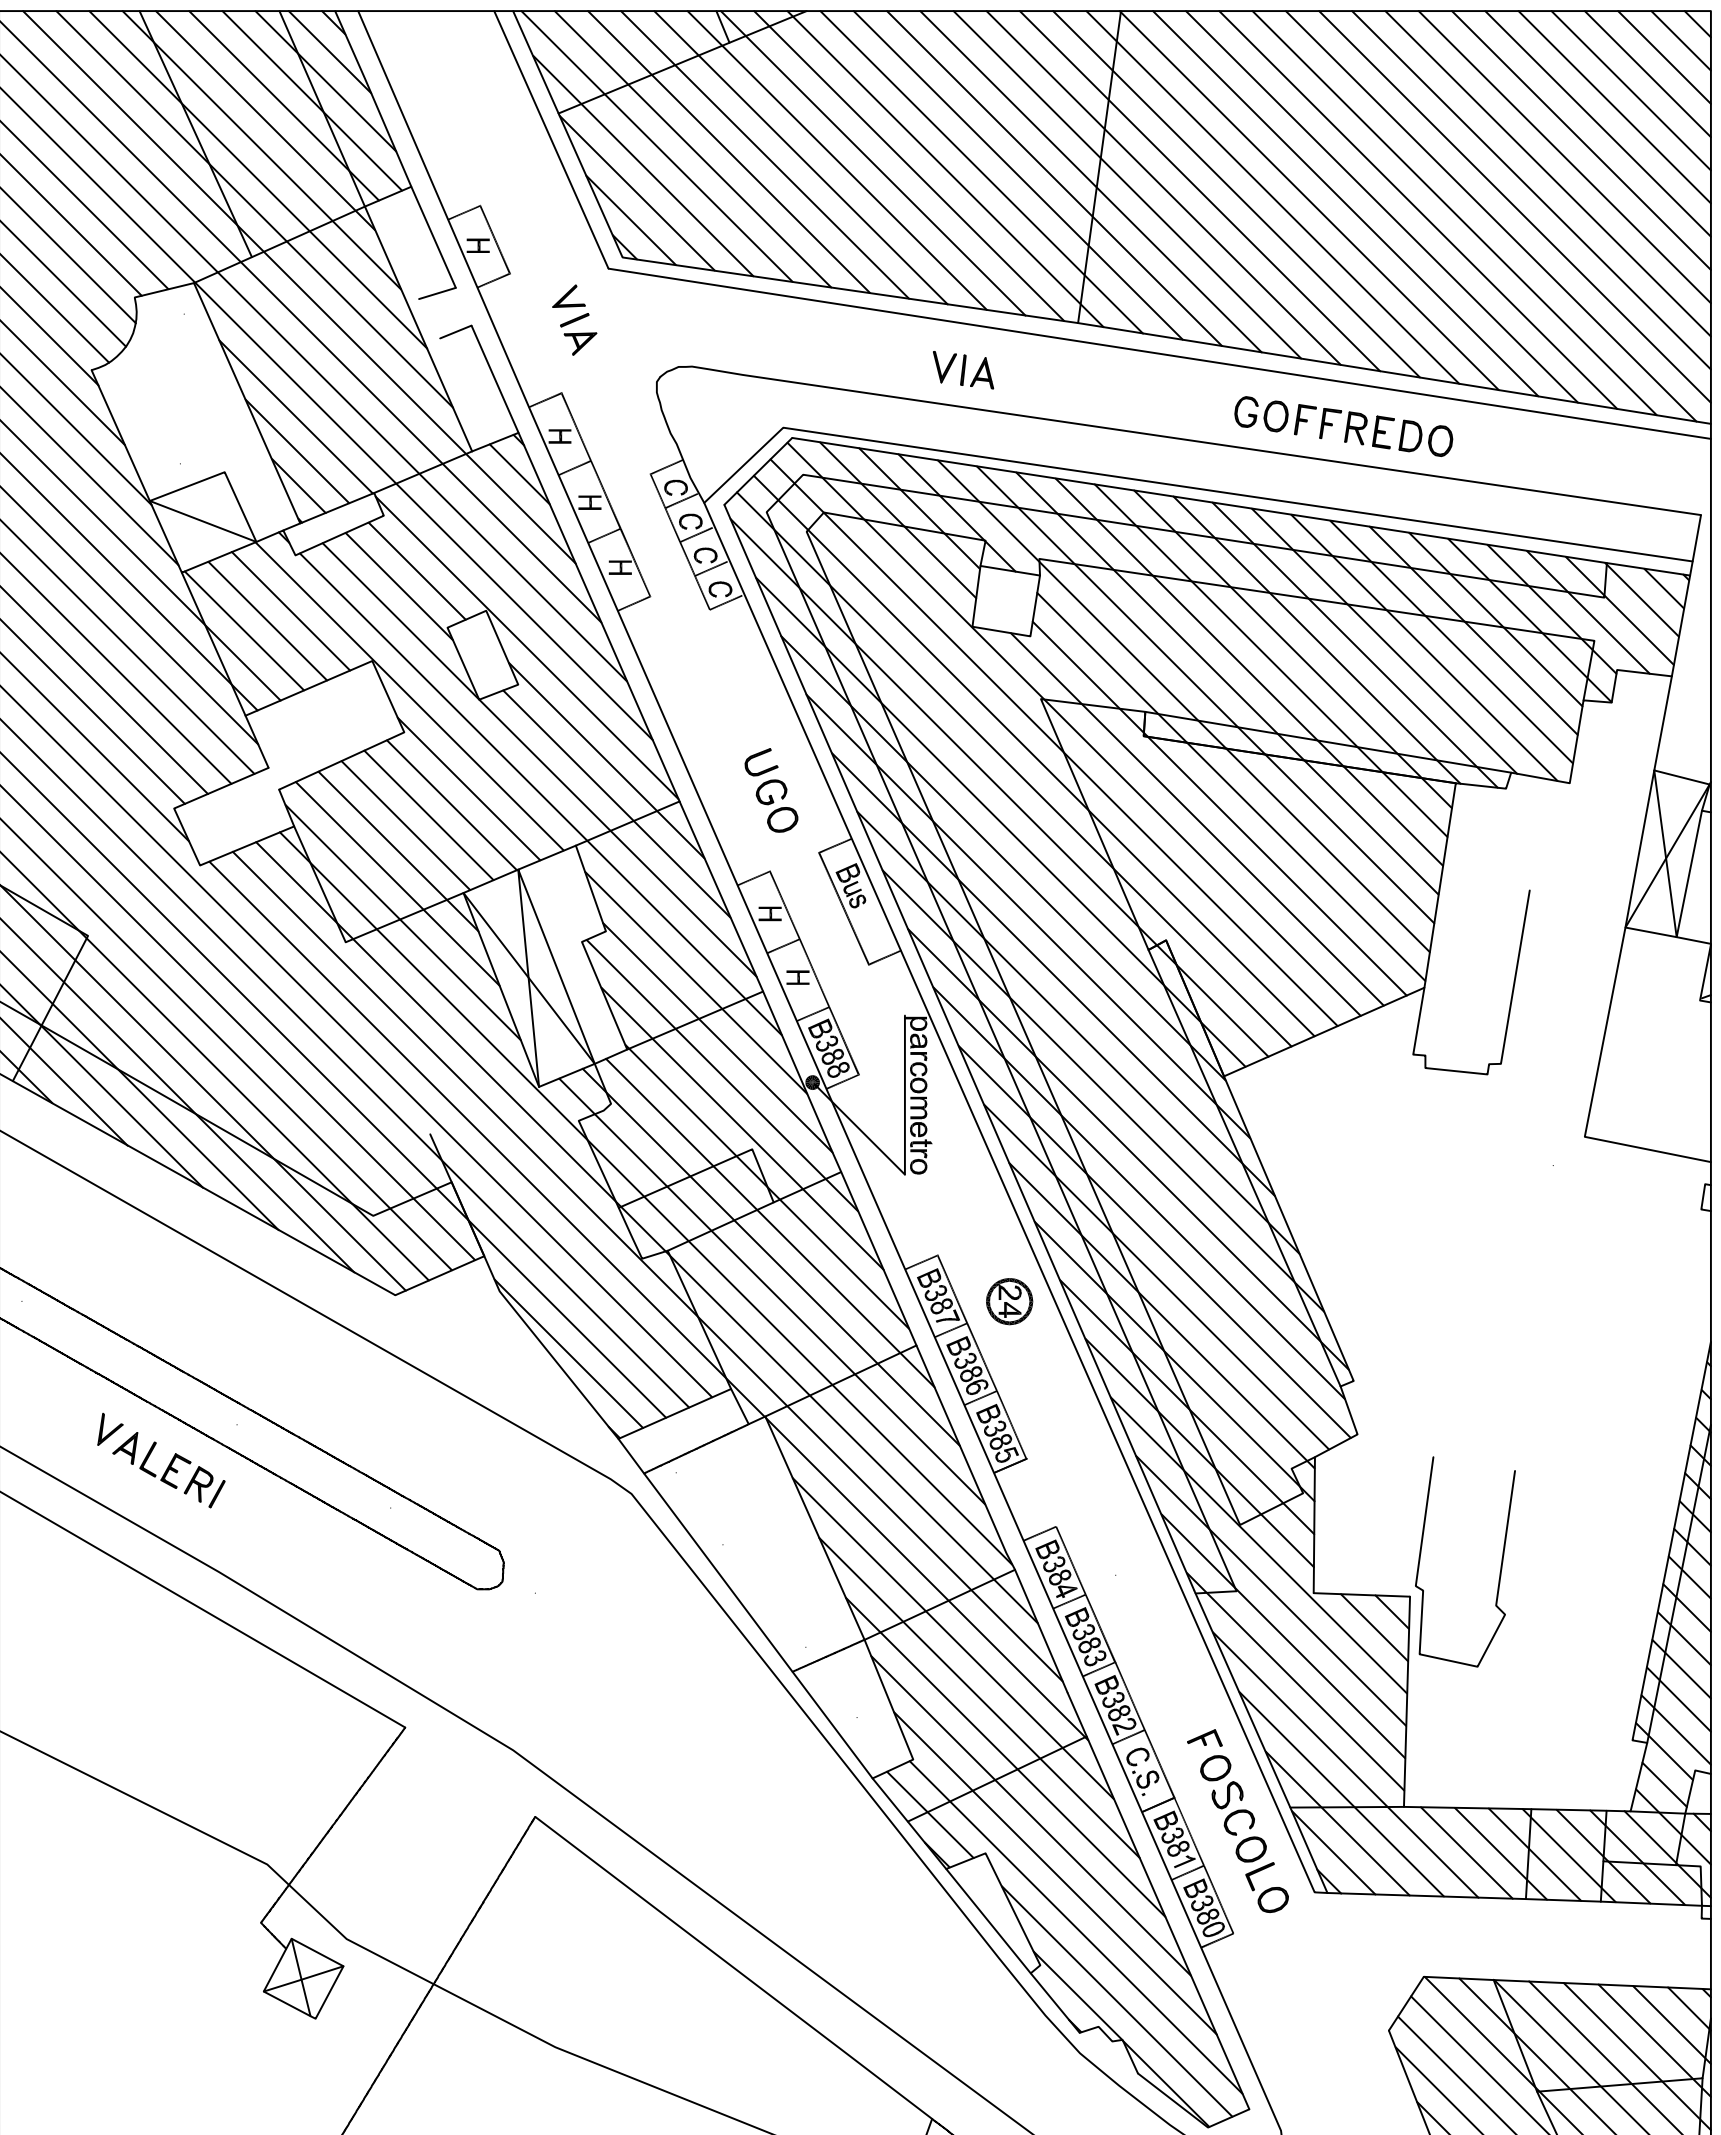 H
VIA
VIA
GOFFREDO
H
H
H
C
C
C
C
UGO
Bus
H
H
B388
parcometro
24
B387
B386
B385
B384
B383
B382
C.S.
B381
B380
FOSCOLO
VALERI